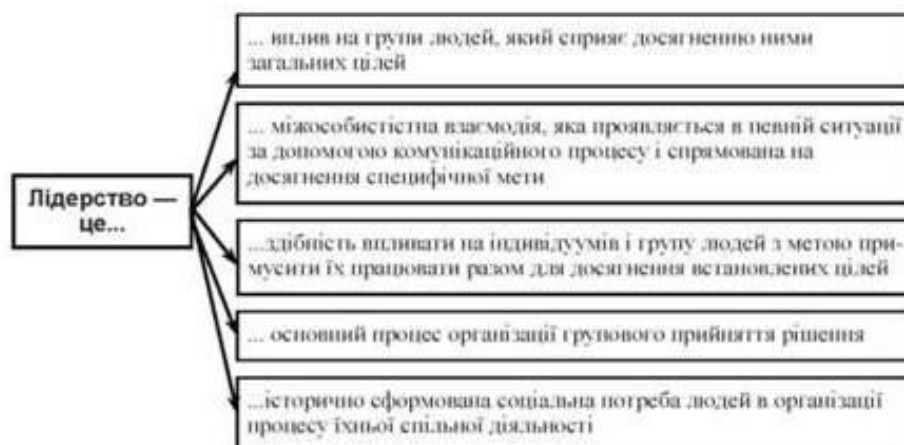 ... вплив на групи людей, який сприяє досягненню ними
загальних цілей
... міжособистістна взаємодія, яка проявляється в певній ситуації
за допомогою комунікаційного процесу і спрямована на
досягнення специфічної мети
Лідерство —
це...
...здібність впливати на індивідуумів і групу людей з метою при-
мусити їх працювати разом для досягнення встановлених цілей
... основний процес організації групового прийняття рішення
...історично сформована соціальна потреба людей в організації
процесу їхньої спільної діяльності